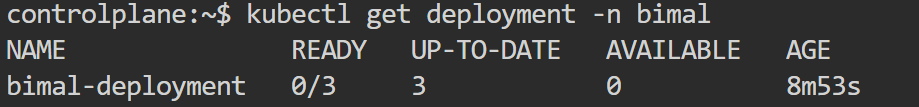 controlplane:~$ kubectl get deployment -n bimal
NAME READY UP-TO-DATE AVAILABLE AGE
bimal-deployment 0/3 3 0 8m53s